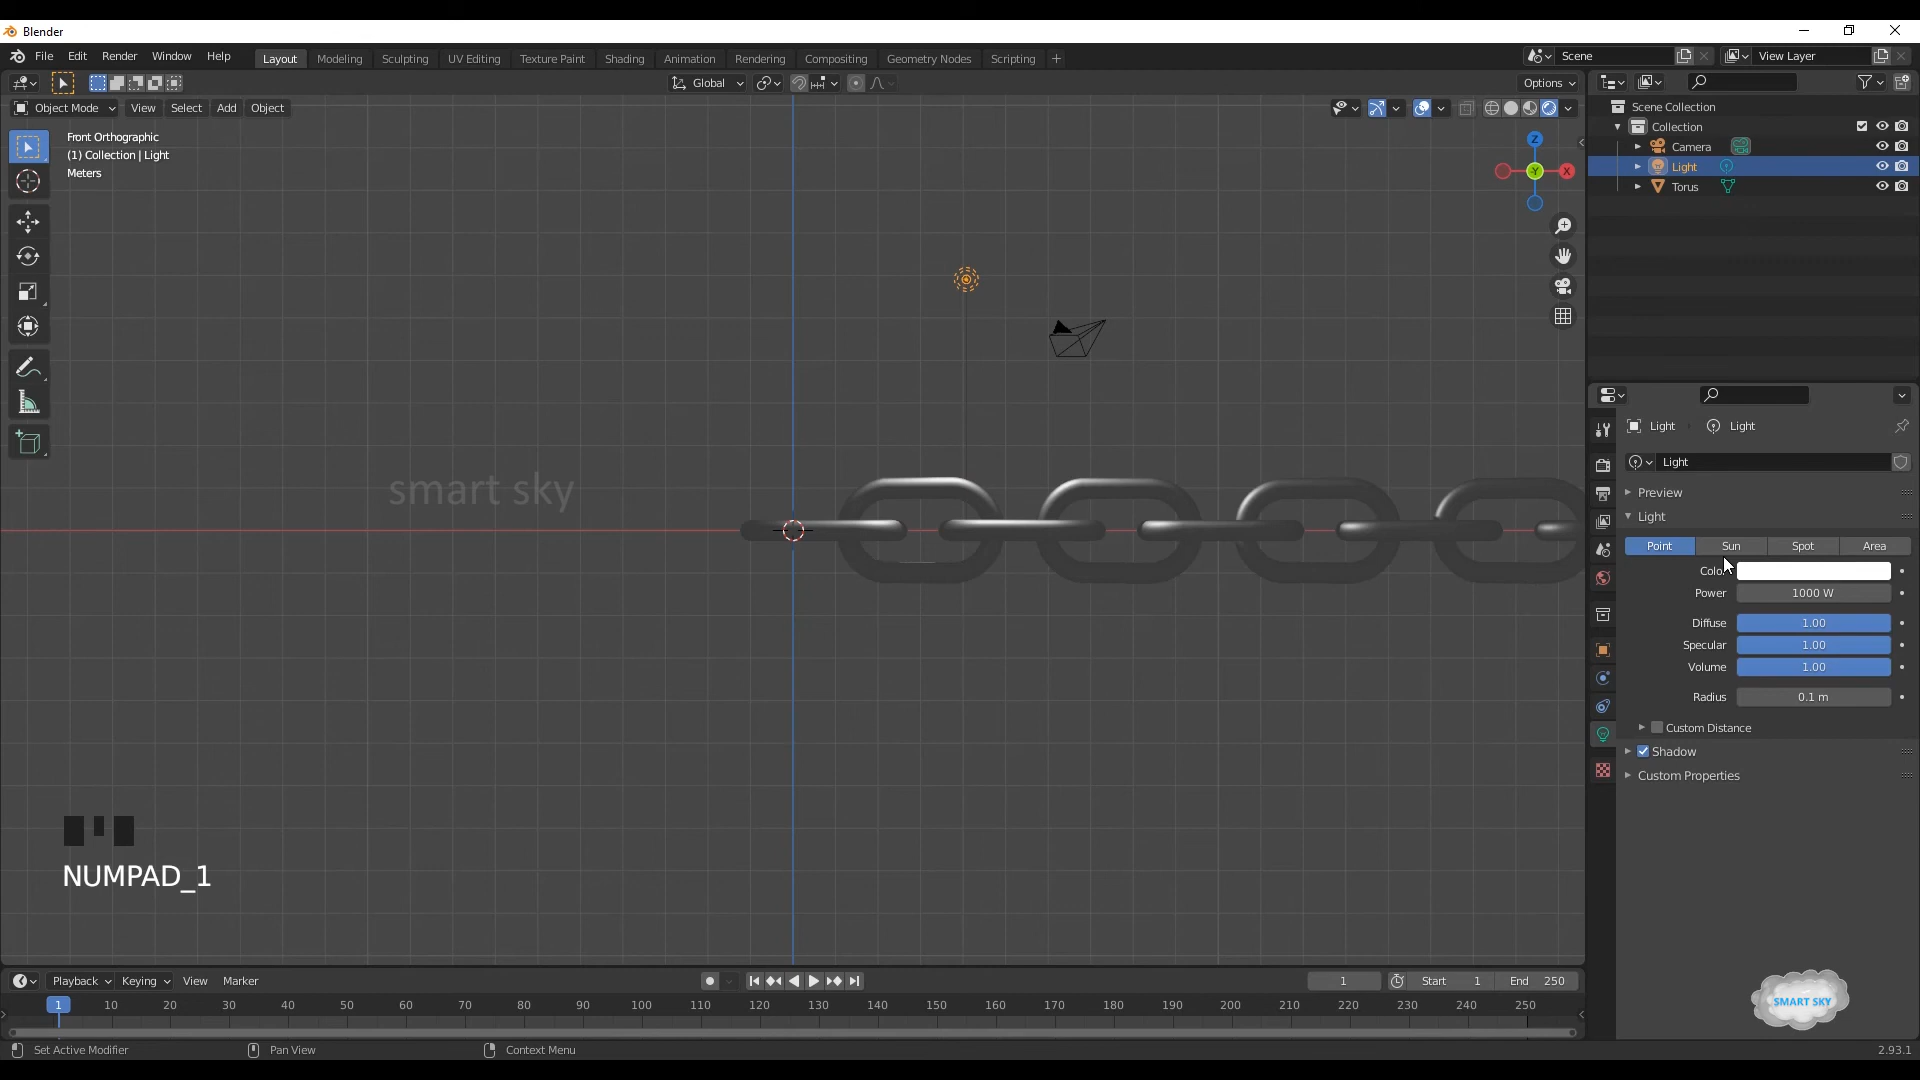 Blender
File Edit Render Window Help Layout Modeling Sculpting UV Editing Texture Paint Shading Animation Rendering Compositing Geometry Nodes Scripting + Scene View Layer
Global Options
Object Mode View Select Add Object
Front Orthographic
(1) Collection | Light
Meters
Z
-Y X
Scene Collection
Collection
Camera
Light
Torus
Light Light
Light
Preview
Light
Point Sun Spot Area
Color
Power 1000 W
Diffuse 1.00
Specular 1.00
Volume 1.00
Radius 0.1 m
Custom Distance
Shadow
Custom Properties
smart sky
NUMPAD_1
Playback Keying View Marker 1 Start 1 End 250
1 10 20 30 40 50 60 70 80 90 100 110 120 130 140 150 160 170 180 190 200 210 220 230 240 250
SMART SKY
Set Active Modifier Pan View Context Menu 2.93.1